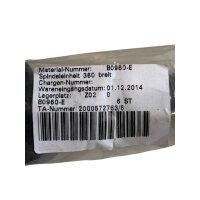 Material-Nummer: B0960-E
Spindeleinheit 360 breit
Chargen-Nummer:
Wareneingangsdatum: 01.12.2014
Lagerplatz: Z02 0
B0960-E 6 ST
TA-Nummer 2000572763/5